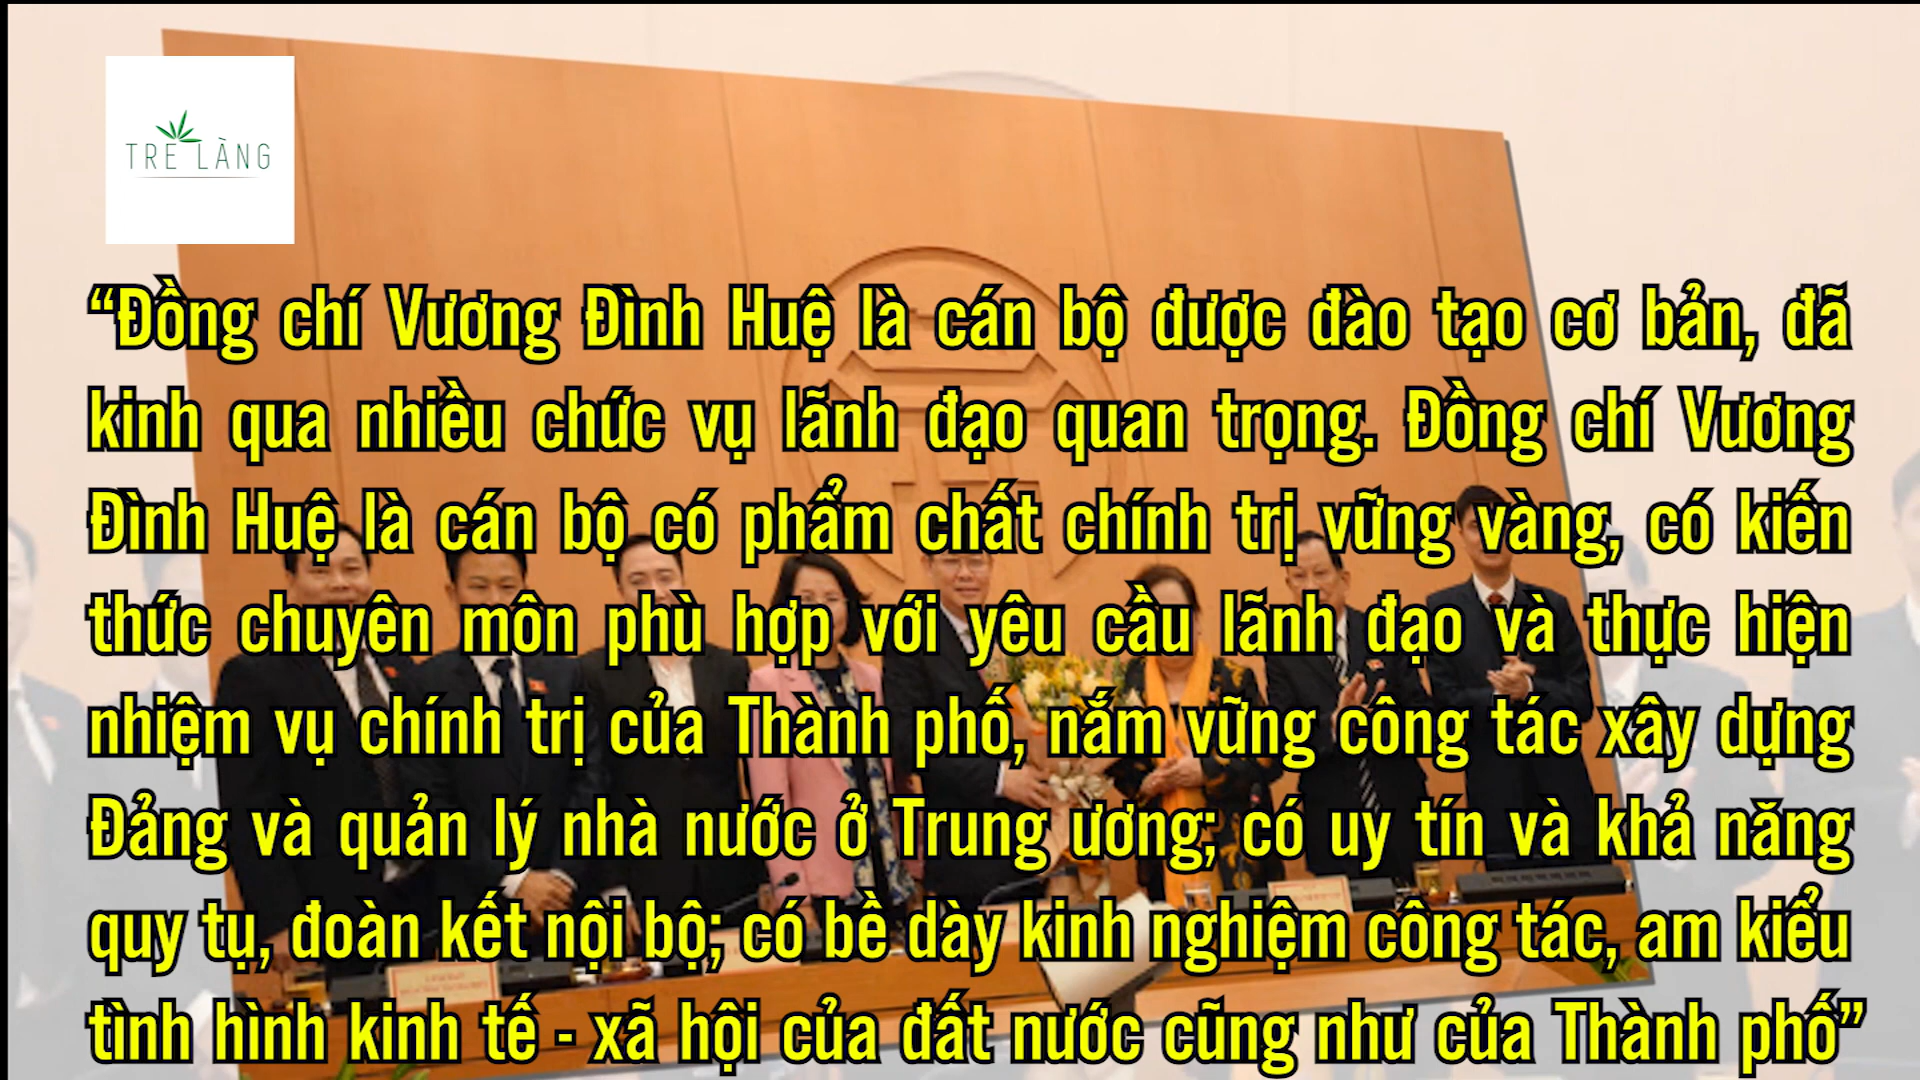 TRE LÀNG
“Đồng chí Vương Đình Huệ là cán bộ được đào tạo cơ bản, đã
kinh qua nhiều chức vụ lãnh đạo quan trọng. Đồng chí Vương
Đình Huệ là cán bộ có phẩm chất chính trị vững vàng, có kiến
thức chuyên môn phù hợp với yêu cầu lãnh đạo và thực hiện
nhiệm vụ chính trị của Thành phố, nắm vững công tác xây dựng
Đảng và quản lý nhà nước ở Trung ương; có uy tín và khả năng
quy tụ, đoàn kết nội bộ; có bề dày kinh nghiệm công tác, am kiểu
tình hình kinh tế - xã hội của đất nước cũng như của Thành phố”